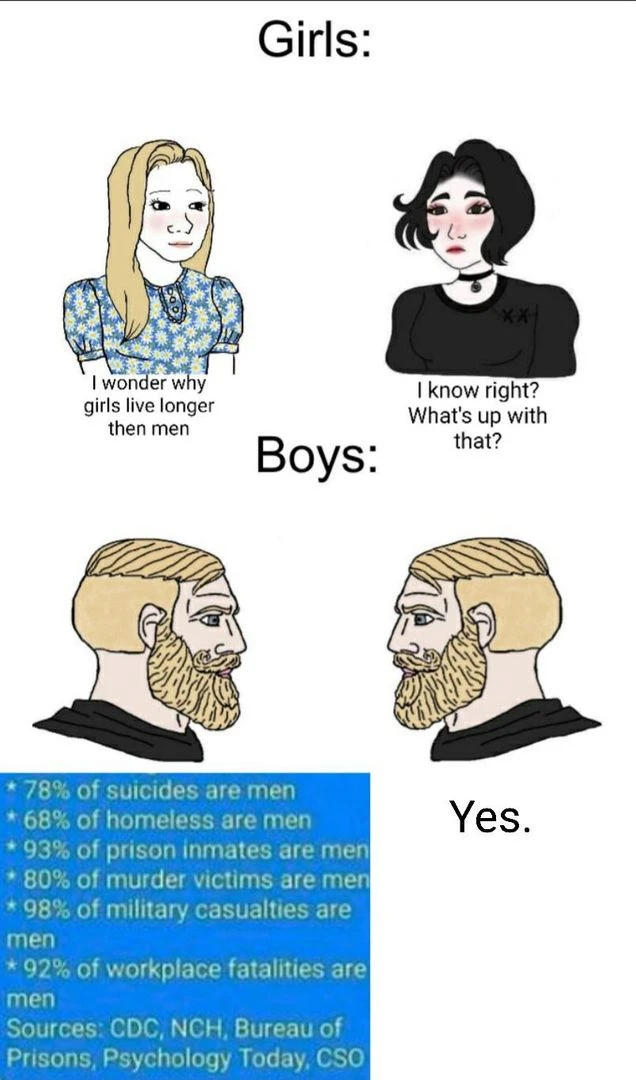 Girls:
I wonder why
girls live longer
then men
I know right?
What's up with
that?
Boys:
* 78% of suicides are men
* 68% of homeless are men
* 93% of prison inmates are men
* 80% of murder victims are men
* 98% of military casualties are
men
* 92% of workplace fatalities are
men
Sources: CDC, NCH, Bureau of
Prisons, Psychology Today, CSO
Yes.